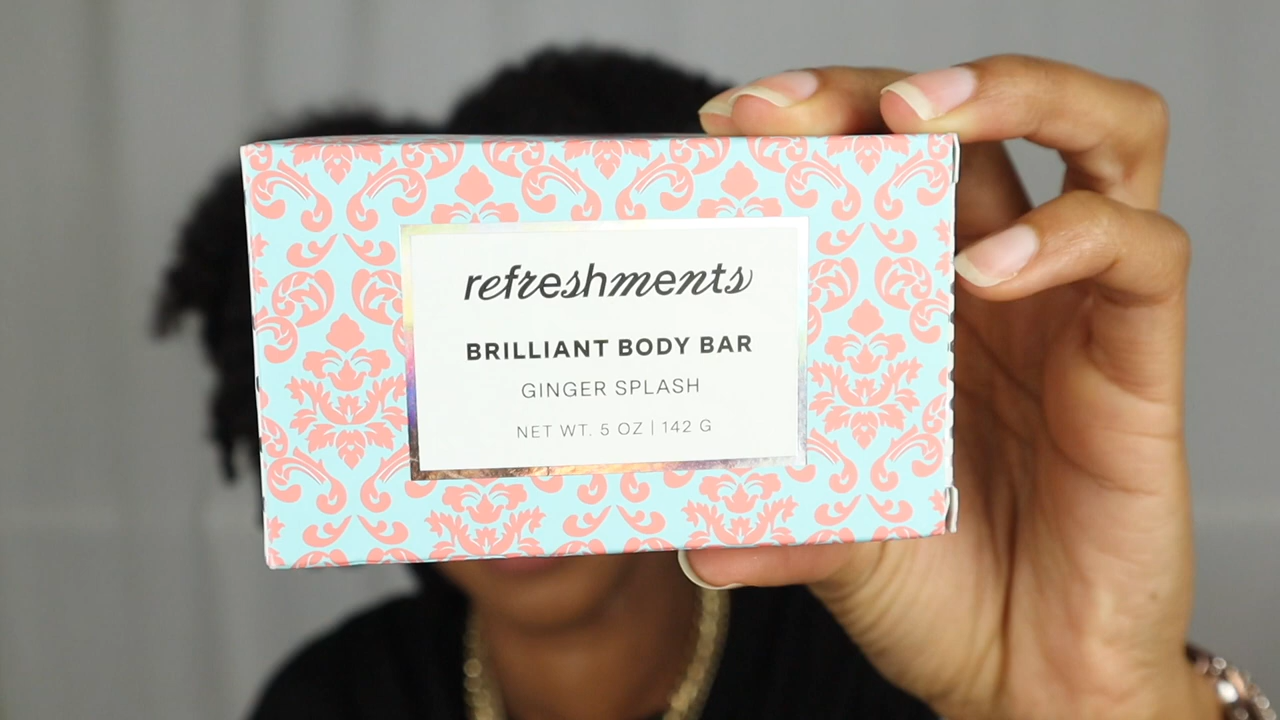 refreshments
BRILLIANT BODY BAR
GINGER SPLASH
NET WT. 5 OZ | 142 G